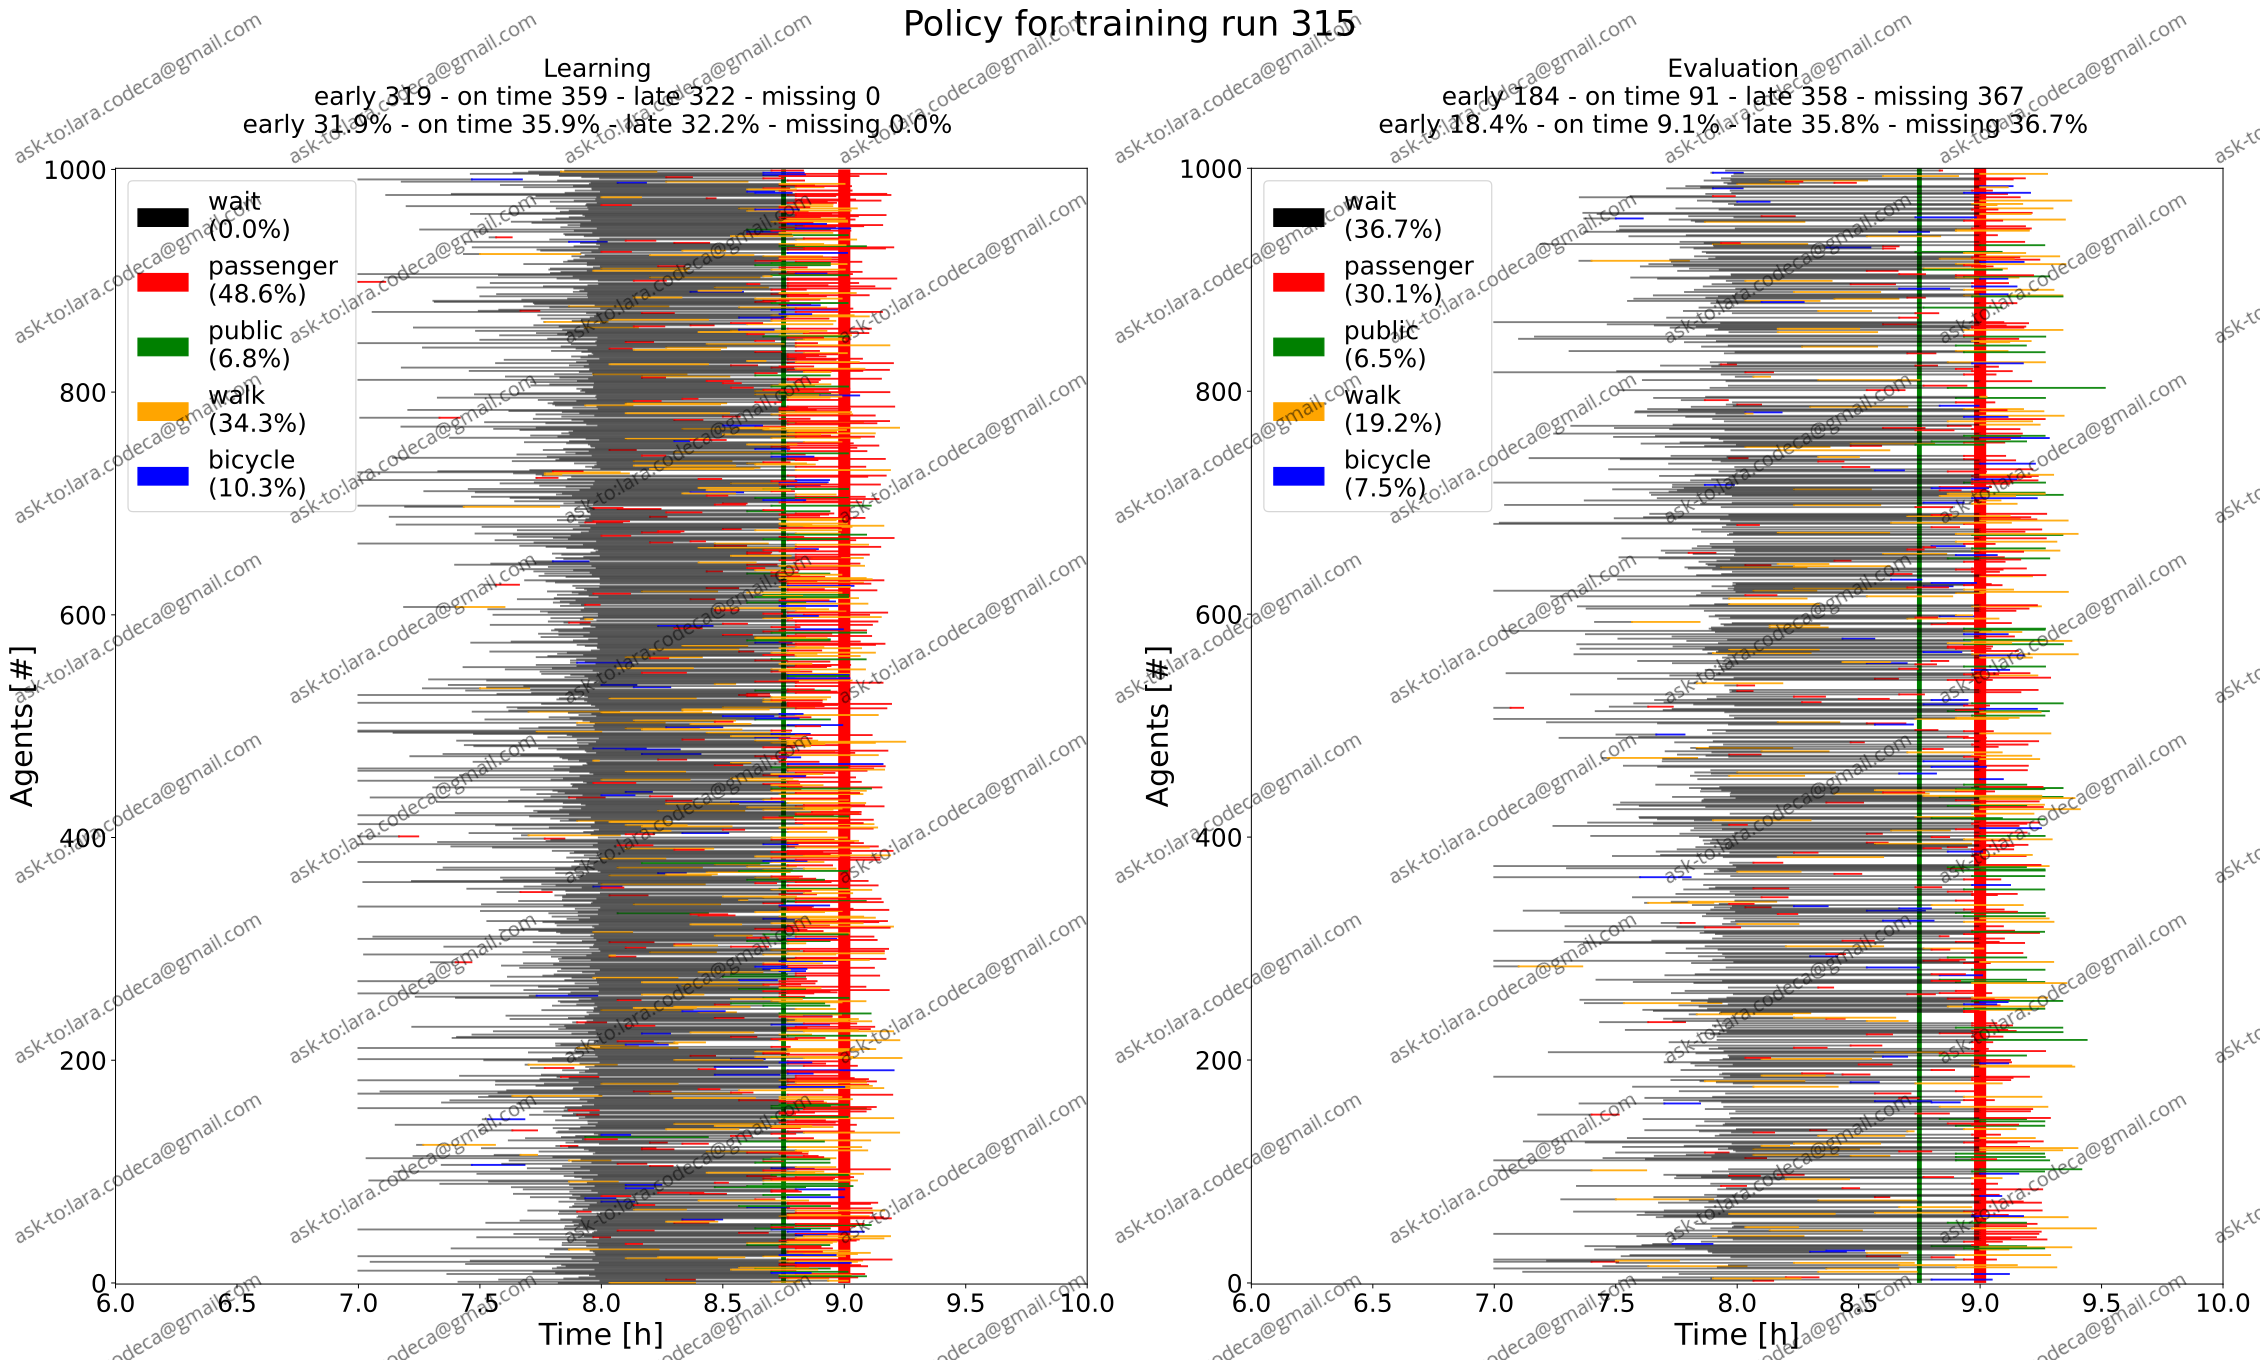 Policy for training run 315
Learning
early 319 - on time 359 - late 322 - missing 0
early 31.9% - on time 35.9% - late 32.2% - missing 0.0%
wait
(0.0%)
passenger
(48.6%)
public
(6.8%)
walk
(34.3%)
bicycle
(10.3%)
Agents [#]
1000
800
600
400
200
0
6.0 6.5 7.0 7.5 8.0 8.5 9.0 9.5 10.0
Time [h]
Evaluation
early 184 - on time 91 - late 358 - missing 367
early 18.4% - on time 9.1% - late 35.8% - missing 36.7%
wait
(36.7%)
passenger
(30.1%)
public
(6.5%)
walk
(19.2%)
bicycle
(7.5%)
Agents [#]
1000
800
600
400
200
0
6.0 6.5 7.0 7.5 8.0 8.5 9.0 9.5 10.0
Time [h]
ask-to:lara.codeca@gmail.com